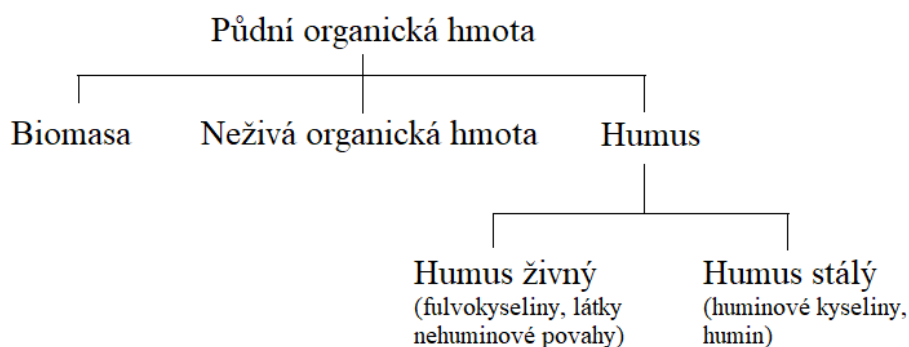 Půdní organická hmota
Biomasa
Neživá organická hmota
Humus
Humus živný
(fulvokyseliny, látky
nehuminové povahy)
Humus stálý
(huminové kyseliny,
humin)